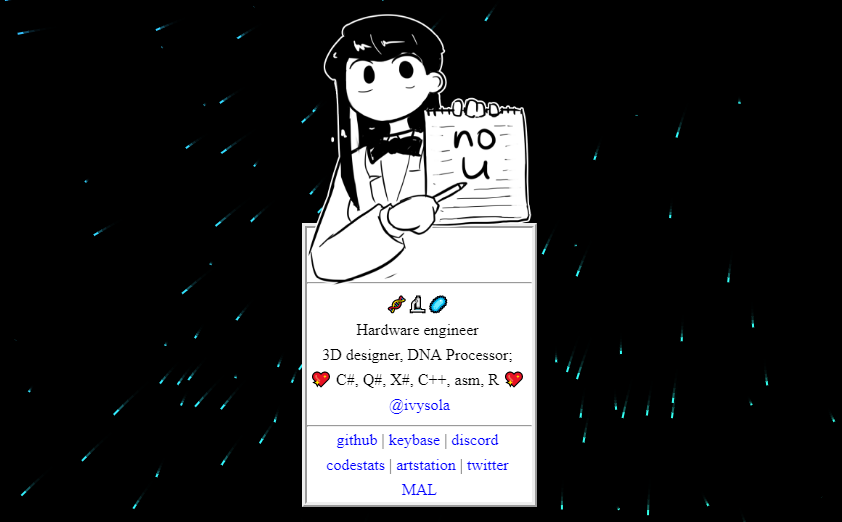 no
u
Hardware engineer
3D designer, DNA Processor;
C#, Q#, X#, C++, asm, R
@ivysola
github | keybase | discord
codestats | artstation | twitter
MAL